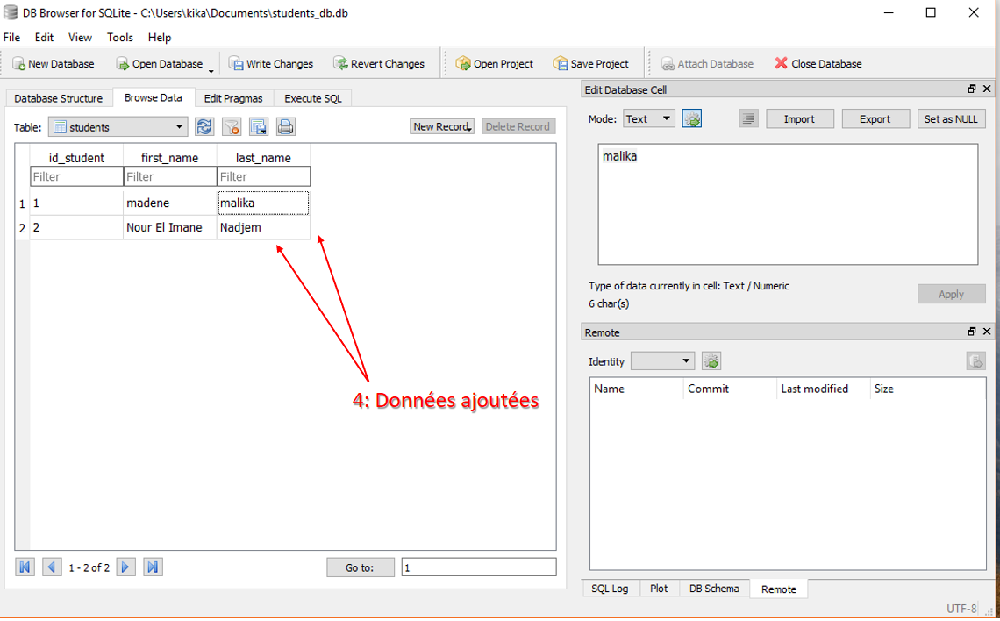 DB Browser for SQLite - C:\Users\kika\Documents\students_db.db
File Edit View Tools Help
New Database Open Database Write Changes Revert Changes Open Project Save Project Attach Database Close Database
Database Structure Browse Data Edit Pragmas Execute SQL
Table: students New Record Delete Record
id_student first_name last_name
Filter Filter Filter
1 1 madene malika
2 2 Nour El Imane Nadjem
4: Données ajoutées
1 - 2 of 2 Go to: 1
Edit Database Cell
Mode: Text Import Export Set as NULL
malika
Type of data currently in cell: Text / Numeric
6 char(s)
Apply
Remote
Identity
Name Commit Last modified Size
SQL Log Plot DB Schema Remote
UTF-8